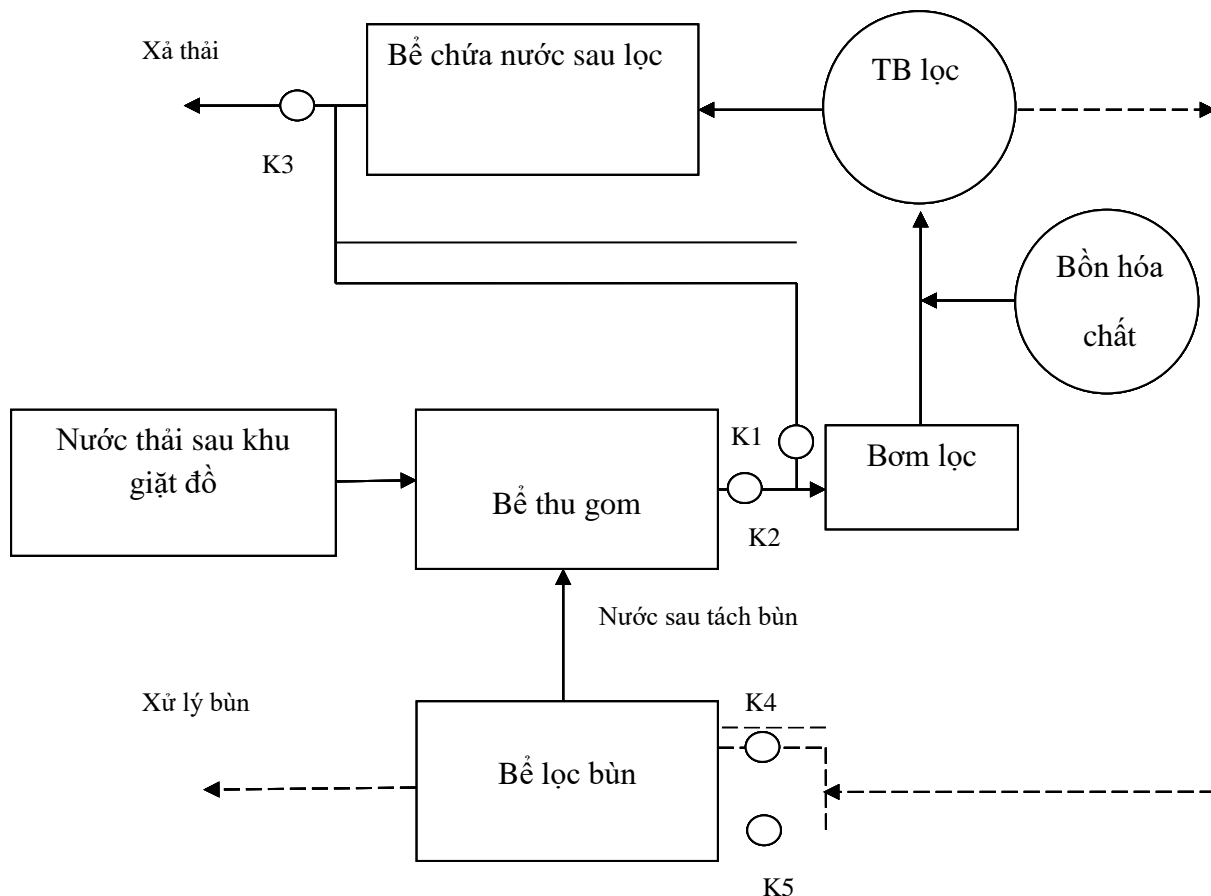 Xả thải
Bể chứa nước sau lọc
TB lọc
K3
Bồn hóa
chất
Nước thải sau khu
giặt đồ
Bể thu gom
K1
K2
Bơm lọc
Nước sau tách bùn
Xử lý bùn
Bể lọc bùn
K4
K5